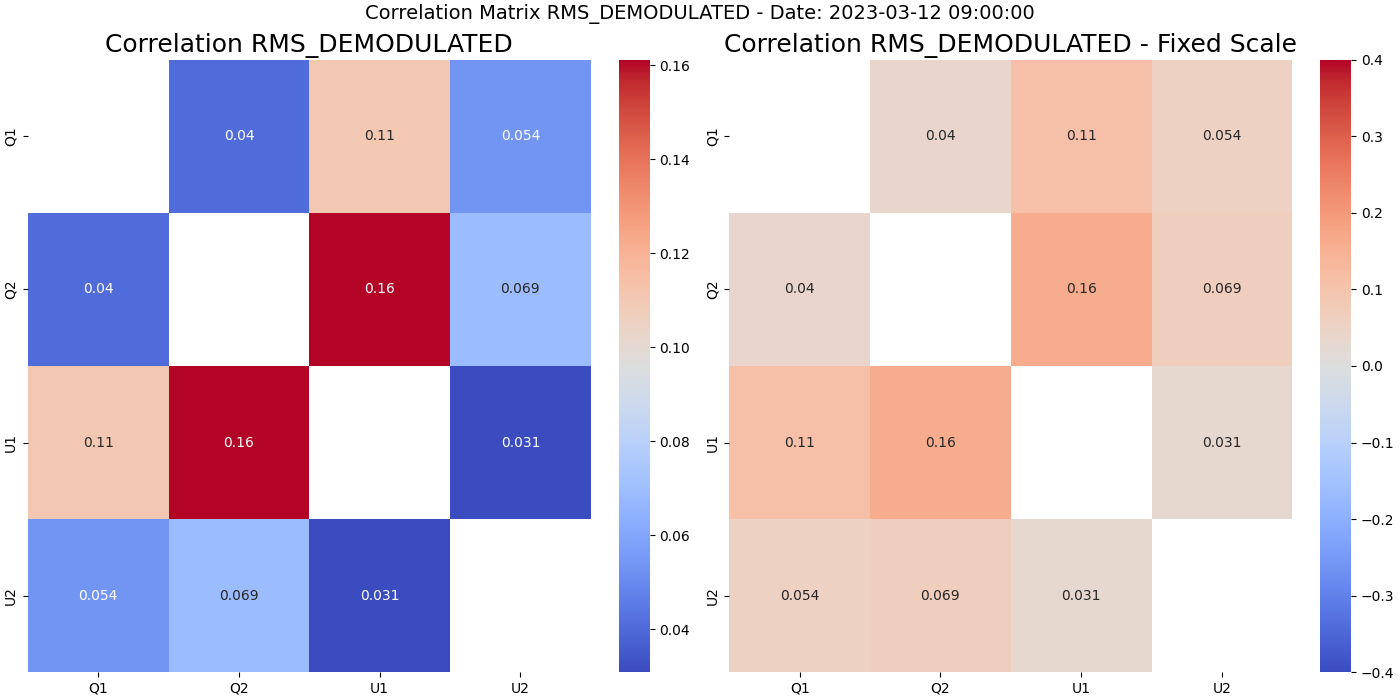 Correlation Matrix RMS_DEMODULATED - Date: 2023-03-12 09:00:00
Correlation RMS_DEMODULATED
Q1
0.04
0.11
0.054
Q2
0.04
0.16
0.069
U1
0.11
0.16
0.031
U2
0.054
0.069
0.031
Q1
Q2
U1
U2
0.16
0.14
0.12
0.10
0.08
0.06
0.04
Correlation RMS_DEMODULATED - Fixed Scale
Q1
0.04
0.11
0.054
Q2
0.04
0.16
0.069
U1
0.11
0.16
0.031
U2
0.054
0.069
0.031
Q1
Q2
U1
U2
0.4
0.3
0.2
0.1
0.0
−0.1
−0.2
−0.3
−0.4